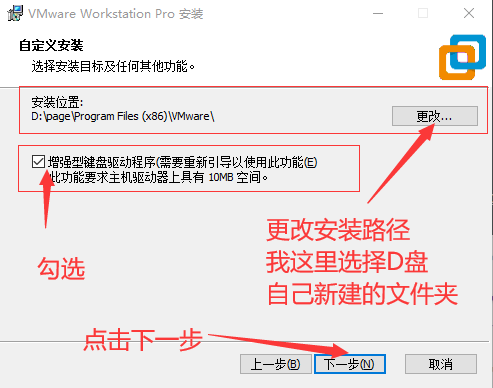 VMware Workstation Pro 安装
自定义安装
选择安装目标及任何其他功能。
安装位置:
D:\page\Program Files (x86)\VMware\
更改...
增强型键盘驱动程序(需要重新引导以使用此功能(E)
此功能要求主机驱动器上具有 10MB 空间。
更改安装路径
我这里选择D盘
自己新建的文件夹
勾选
点击下一步
上一步(B)
下一步(N)
取消